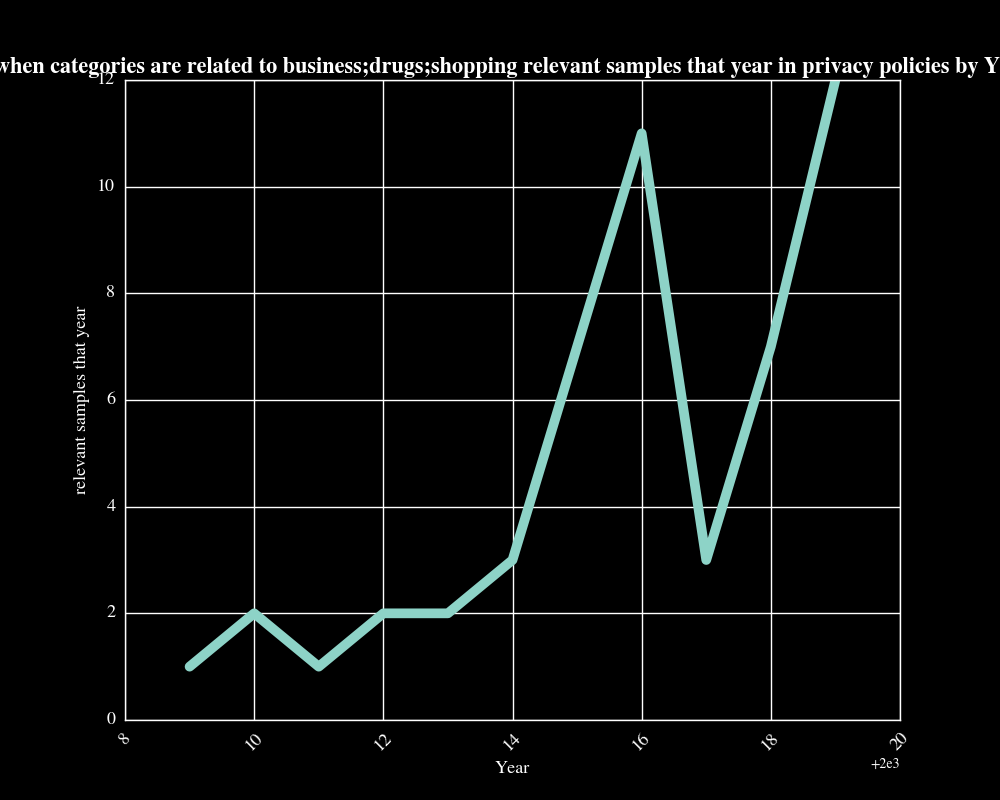 when categories are related to business;drugs;shopping relevant samples that year in privacy policies by Y
12
10
8
6
4
2
0
relevant samples that year
8 10 12 14 16 18 20
Year
+2e3